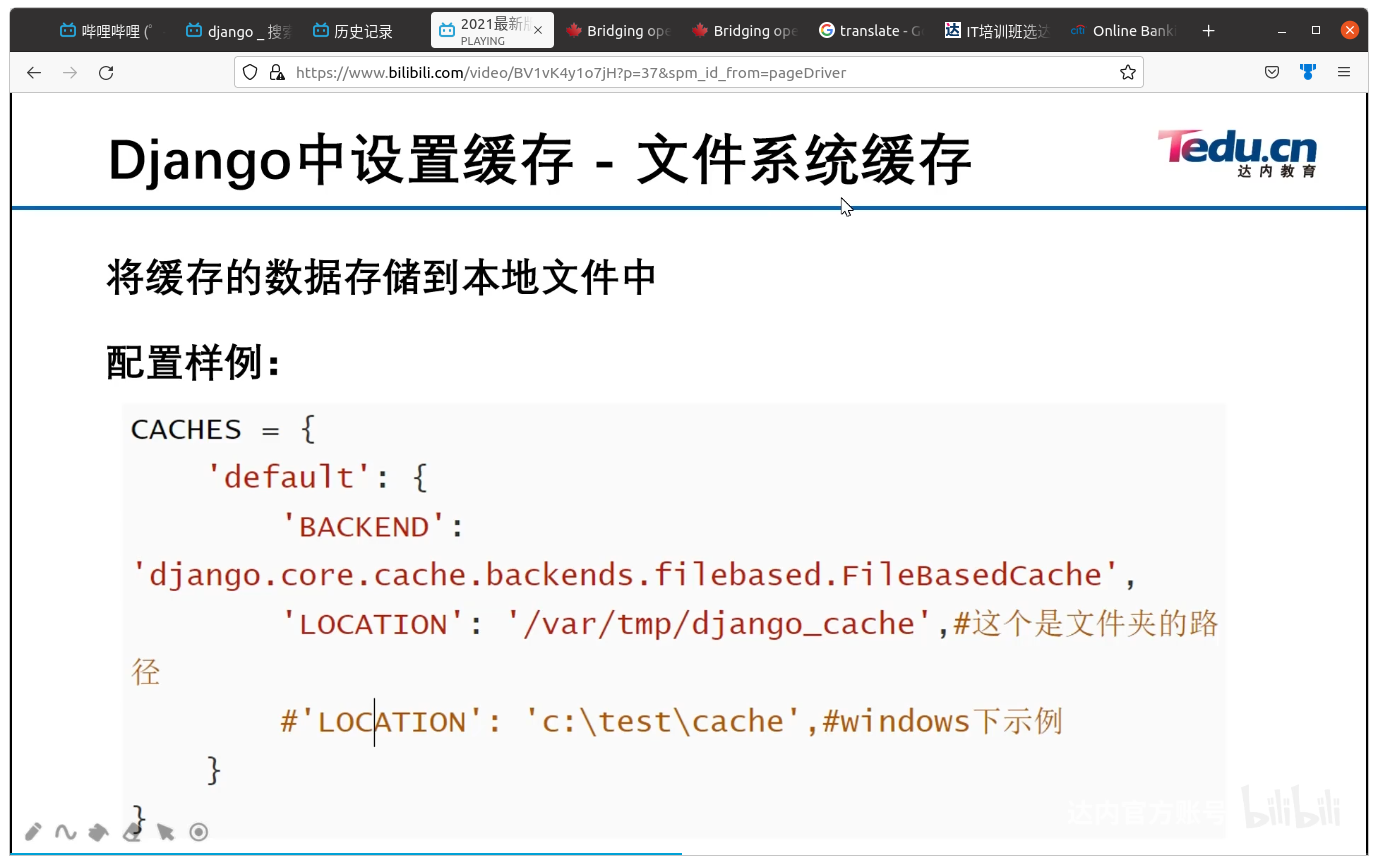 哔哩哔哩 (゜
django _ 搜索
历史记录
2021最新版
PLAYING
Bridging ope
Bridging ope
translate - G
IT培训班选达
Online Bank
https://www.bilibili.com/video/BV1vK4y1o7jH?p=37&spm_id_from=pageDriver
Django中设置缓存 - 文件系统缓存
Tedu.cn
达内教育
将缓存的数据存储到本地文件中
配置样例：
CACHES = {
'default': {
'BACKEND':
'django.core.cache.backends.filebased.FileBasedCache',
'LOCATION': '/var/tmp/django_cache',#这个是文件夹的路
径
#'LOCATION': 'c:\test\cache',#windows下示例
}
}
达内官方账号
bilibili